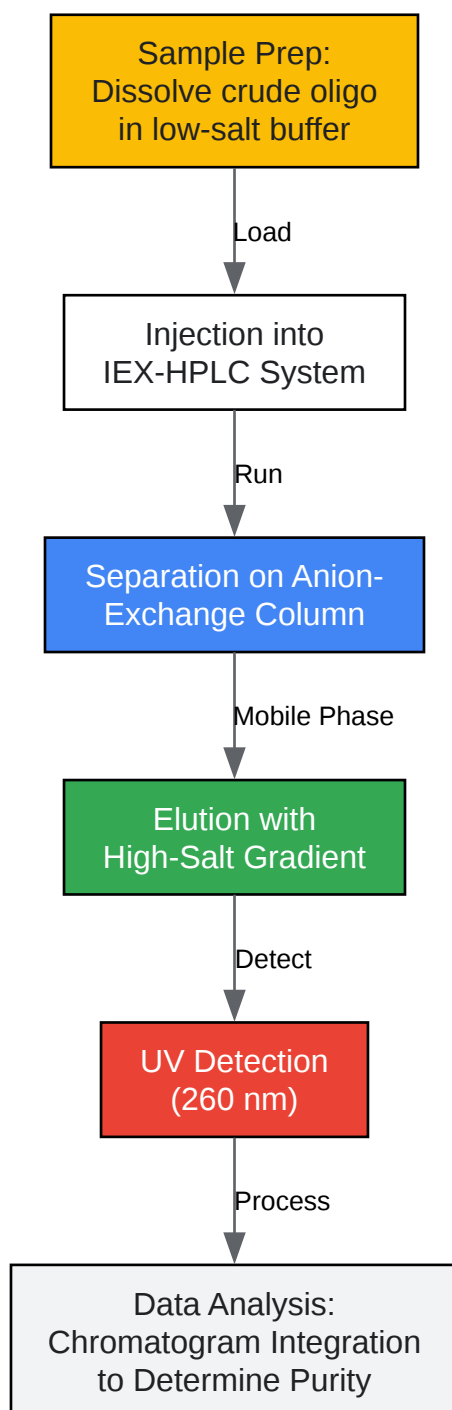 Sample Prep:
Dissolve crude oligo
in low-salt buffer
Load
Injection into
IEX-HPLC System
Run
Separation on Anion-
Exchange Column
Mobile Phase
Elution with
High-Salt Gradient
Detect
UV Detection
(260 nm)
Process
Data Analysis:
Chromatogram Integration
to Determine Purity